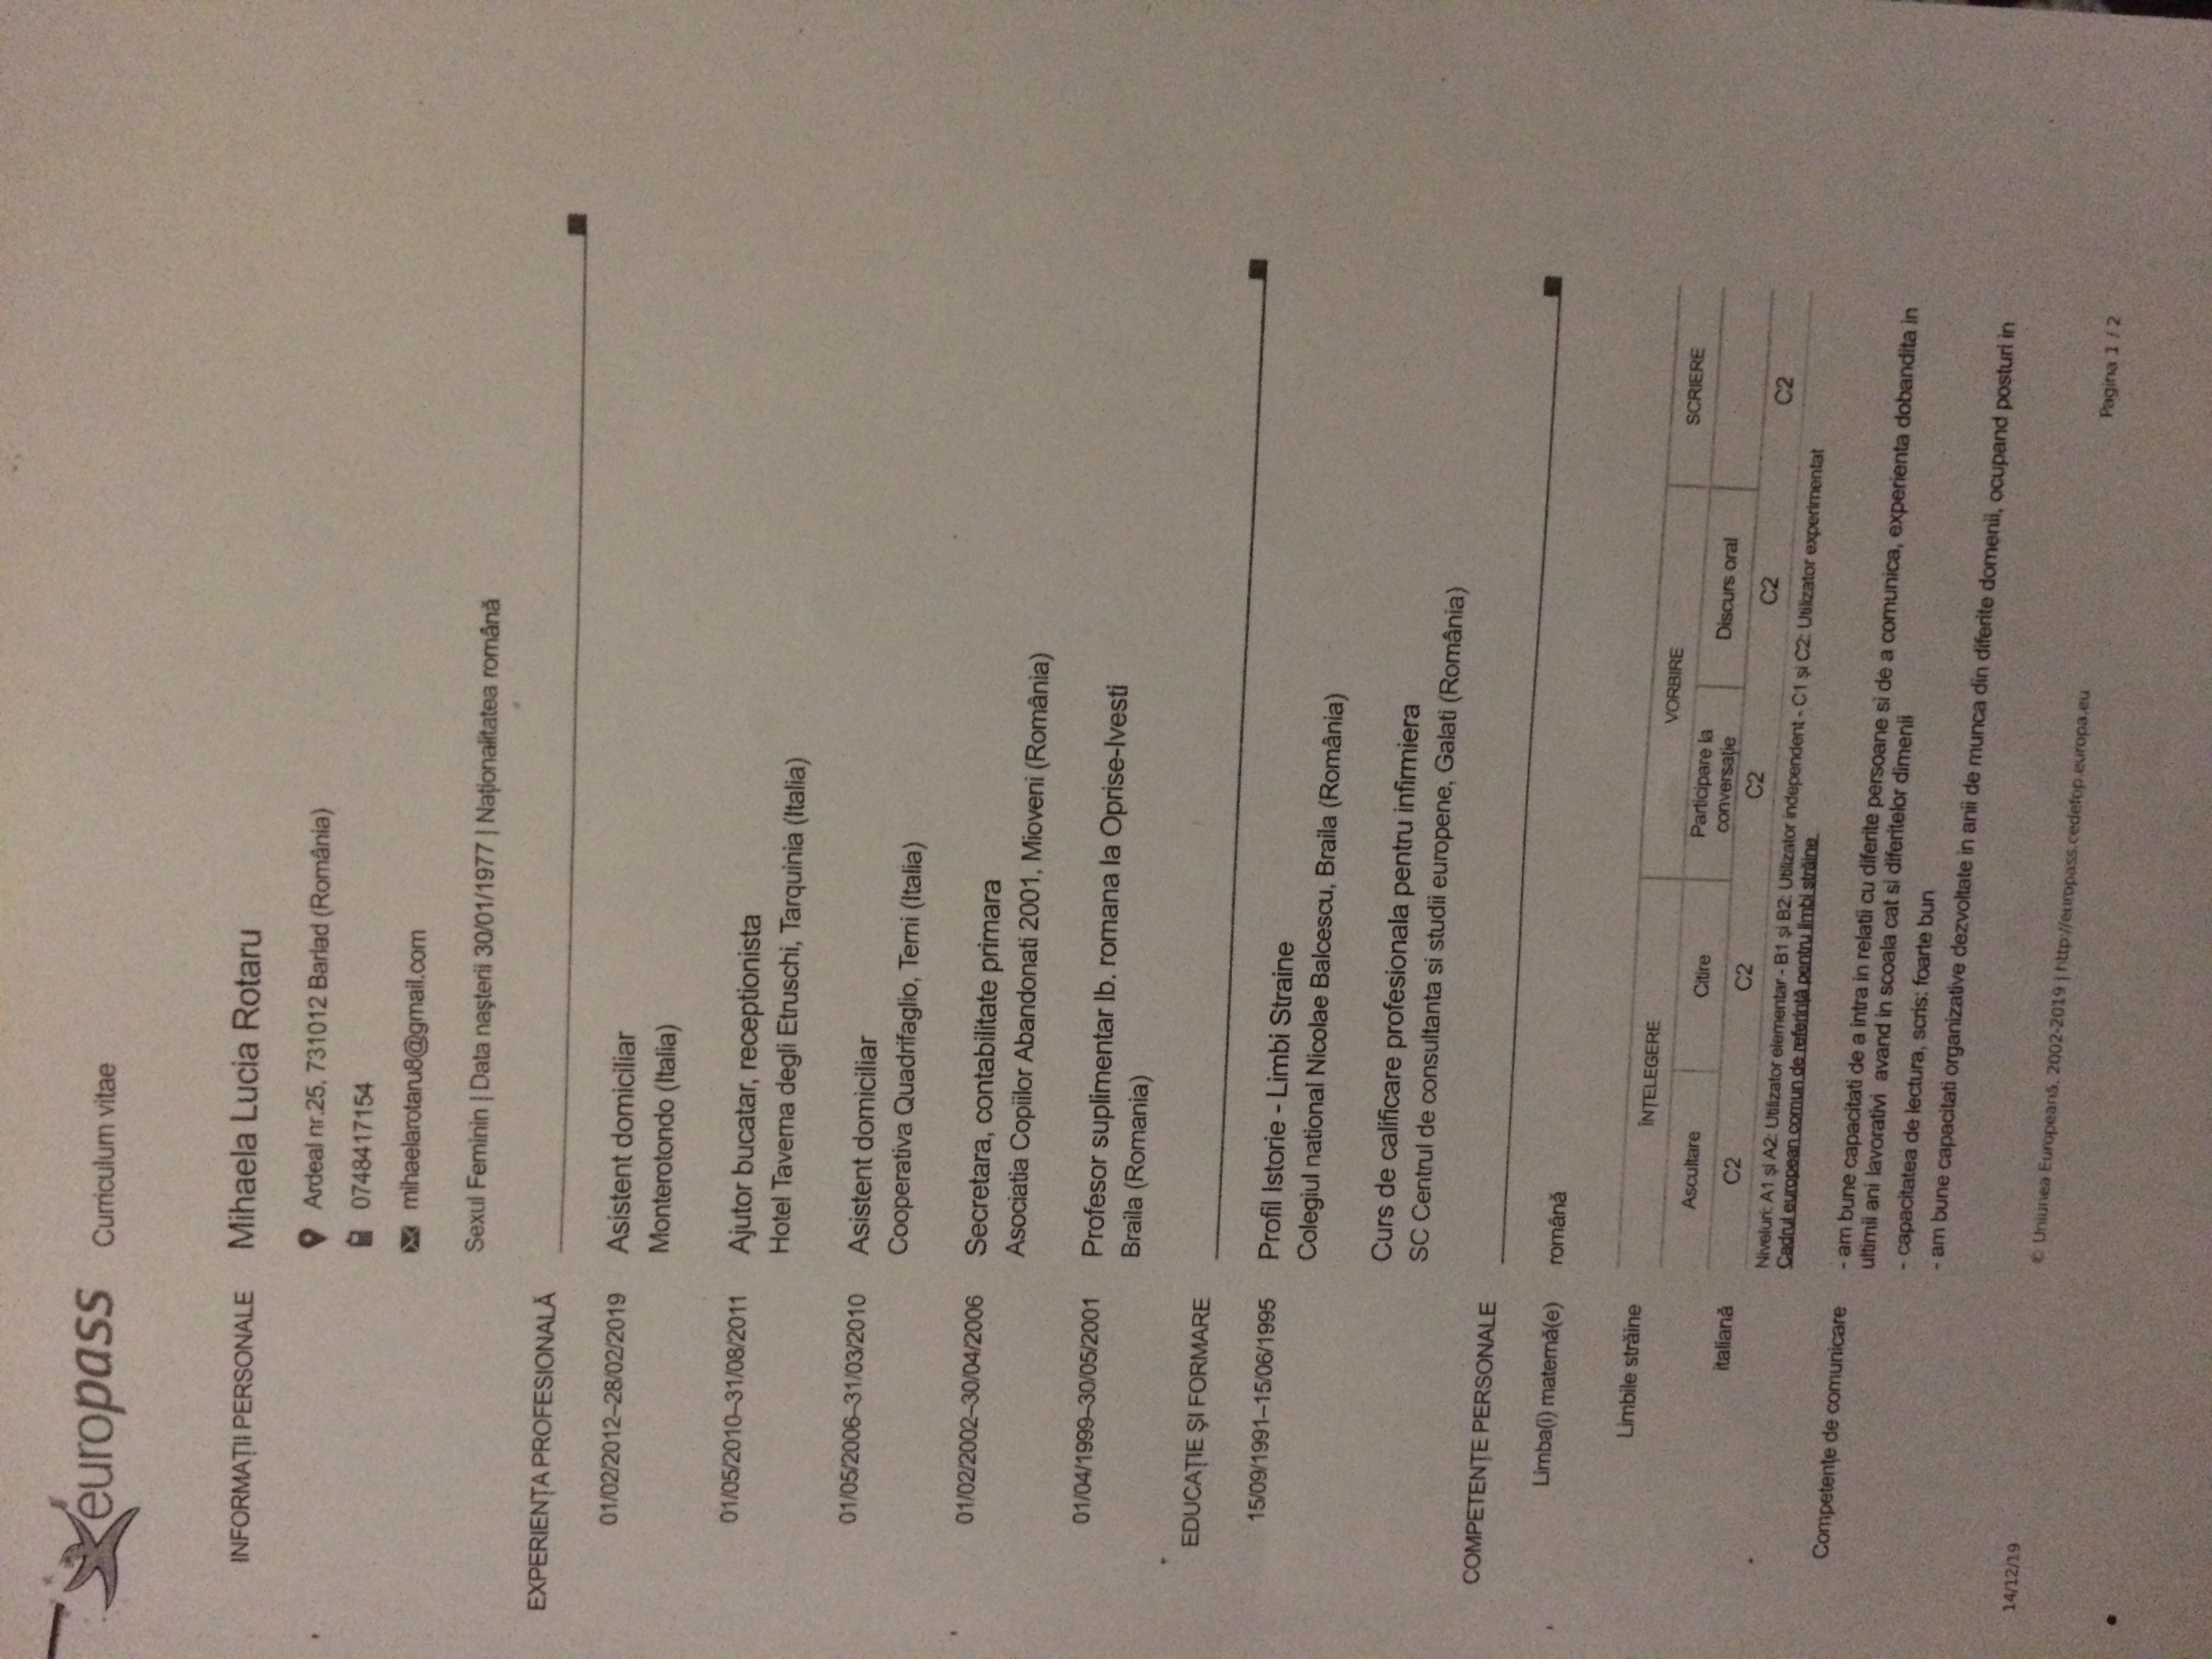 europass Curriculum vitae
INFORMAȚII PERSONALE Mihaela Lucia Rotaru
Ardeal nr.25, 731012 Barlad (România)
0748417154
mihaelarotaru8@gmail.com
Sexul Feminin | Data naşterii 30/01/1977 | Naţionalitatea română
EXPERIENȚA PROFESIONALĂ
01/02/2012–28/02/2019 Asistent domiciliar
Monterotondo (Italia)
01/05/2010–31/08/2011 Ajutor bucatar, receptionista
Hotel Taverna degli Etruschi, Tarquinia (Italia)
01/05/2006–31/03/2010 Asistent domiciliar
Cooperativa Quadrifaglio, Terni (Italia)
01/02/2002–30/04/2006 Secretara, contabilitate primara
Asociatia Copiilor Abandonati 2001, Mioveni (România)
01/04/1999–30/05/2001 Profesor suplimentar lb. romana la Oprise-Ivesti
Braila (Romania)
EDUCAȚIE ŞI FORMARE
15/09/1991–15/06/1995 Profil Istorie - Limbi Straine
Colegiul national Nicolae Balcescu, Braila (România)
Curs de calificare profesionala pentru infirmiera
SC Centrul de consultanta si studii europene, Galati (România)
COMPETENȚE PERSONALE
Limba(i) maternă(e) română
Limbile străine
ÎNȚELEGERE VORBIRE SCRIERE
Ascultare Citire Participare la conversaţie Discurs oral
italiană C2 C2 C2 C2 C2
Niveluri: A1 şi A2: Utilizator elementar - B1 şi B2: Utilizator independent - C1 şi C2: Utilizator experimentat
Cadrul european comun de referinţă pentru limbi străine
Competenţe de comunicare - am bune capacitati de a intra in relatii cu diferite persoane si de a comunica, experienta dobandita in
ultimii ani lavorativi avand in scoala cat si diferitelor dimenii
- capacitatea de lectura, scris: foarte bun
- am bune capacitati organizative dezvoltate in anii de munca din diferite domenii, ocupand posturi in
14/12/19
© Uniunea Europeană, 2002-2019 | http://europass.cedefop.europa.eu
Pagina 1 / 2